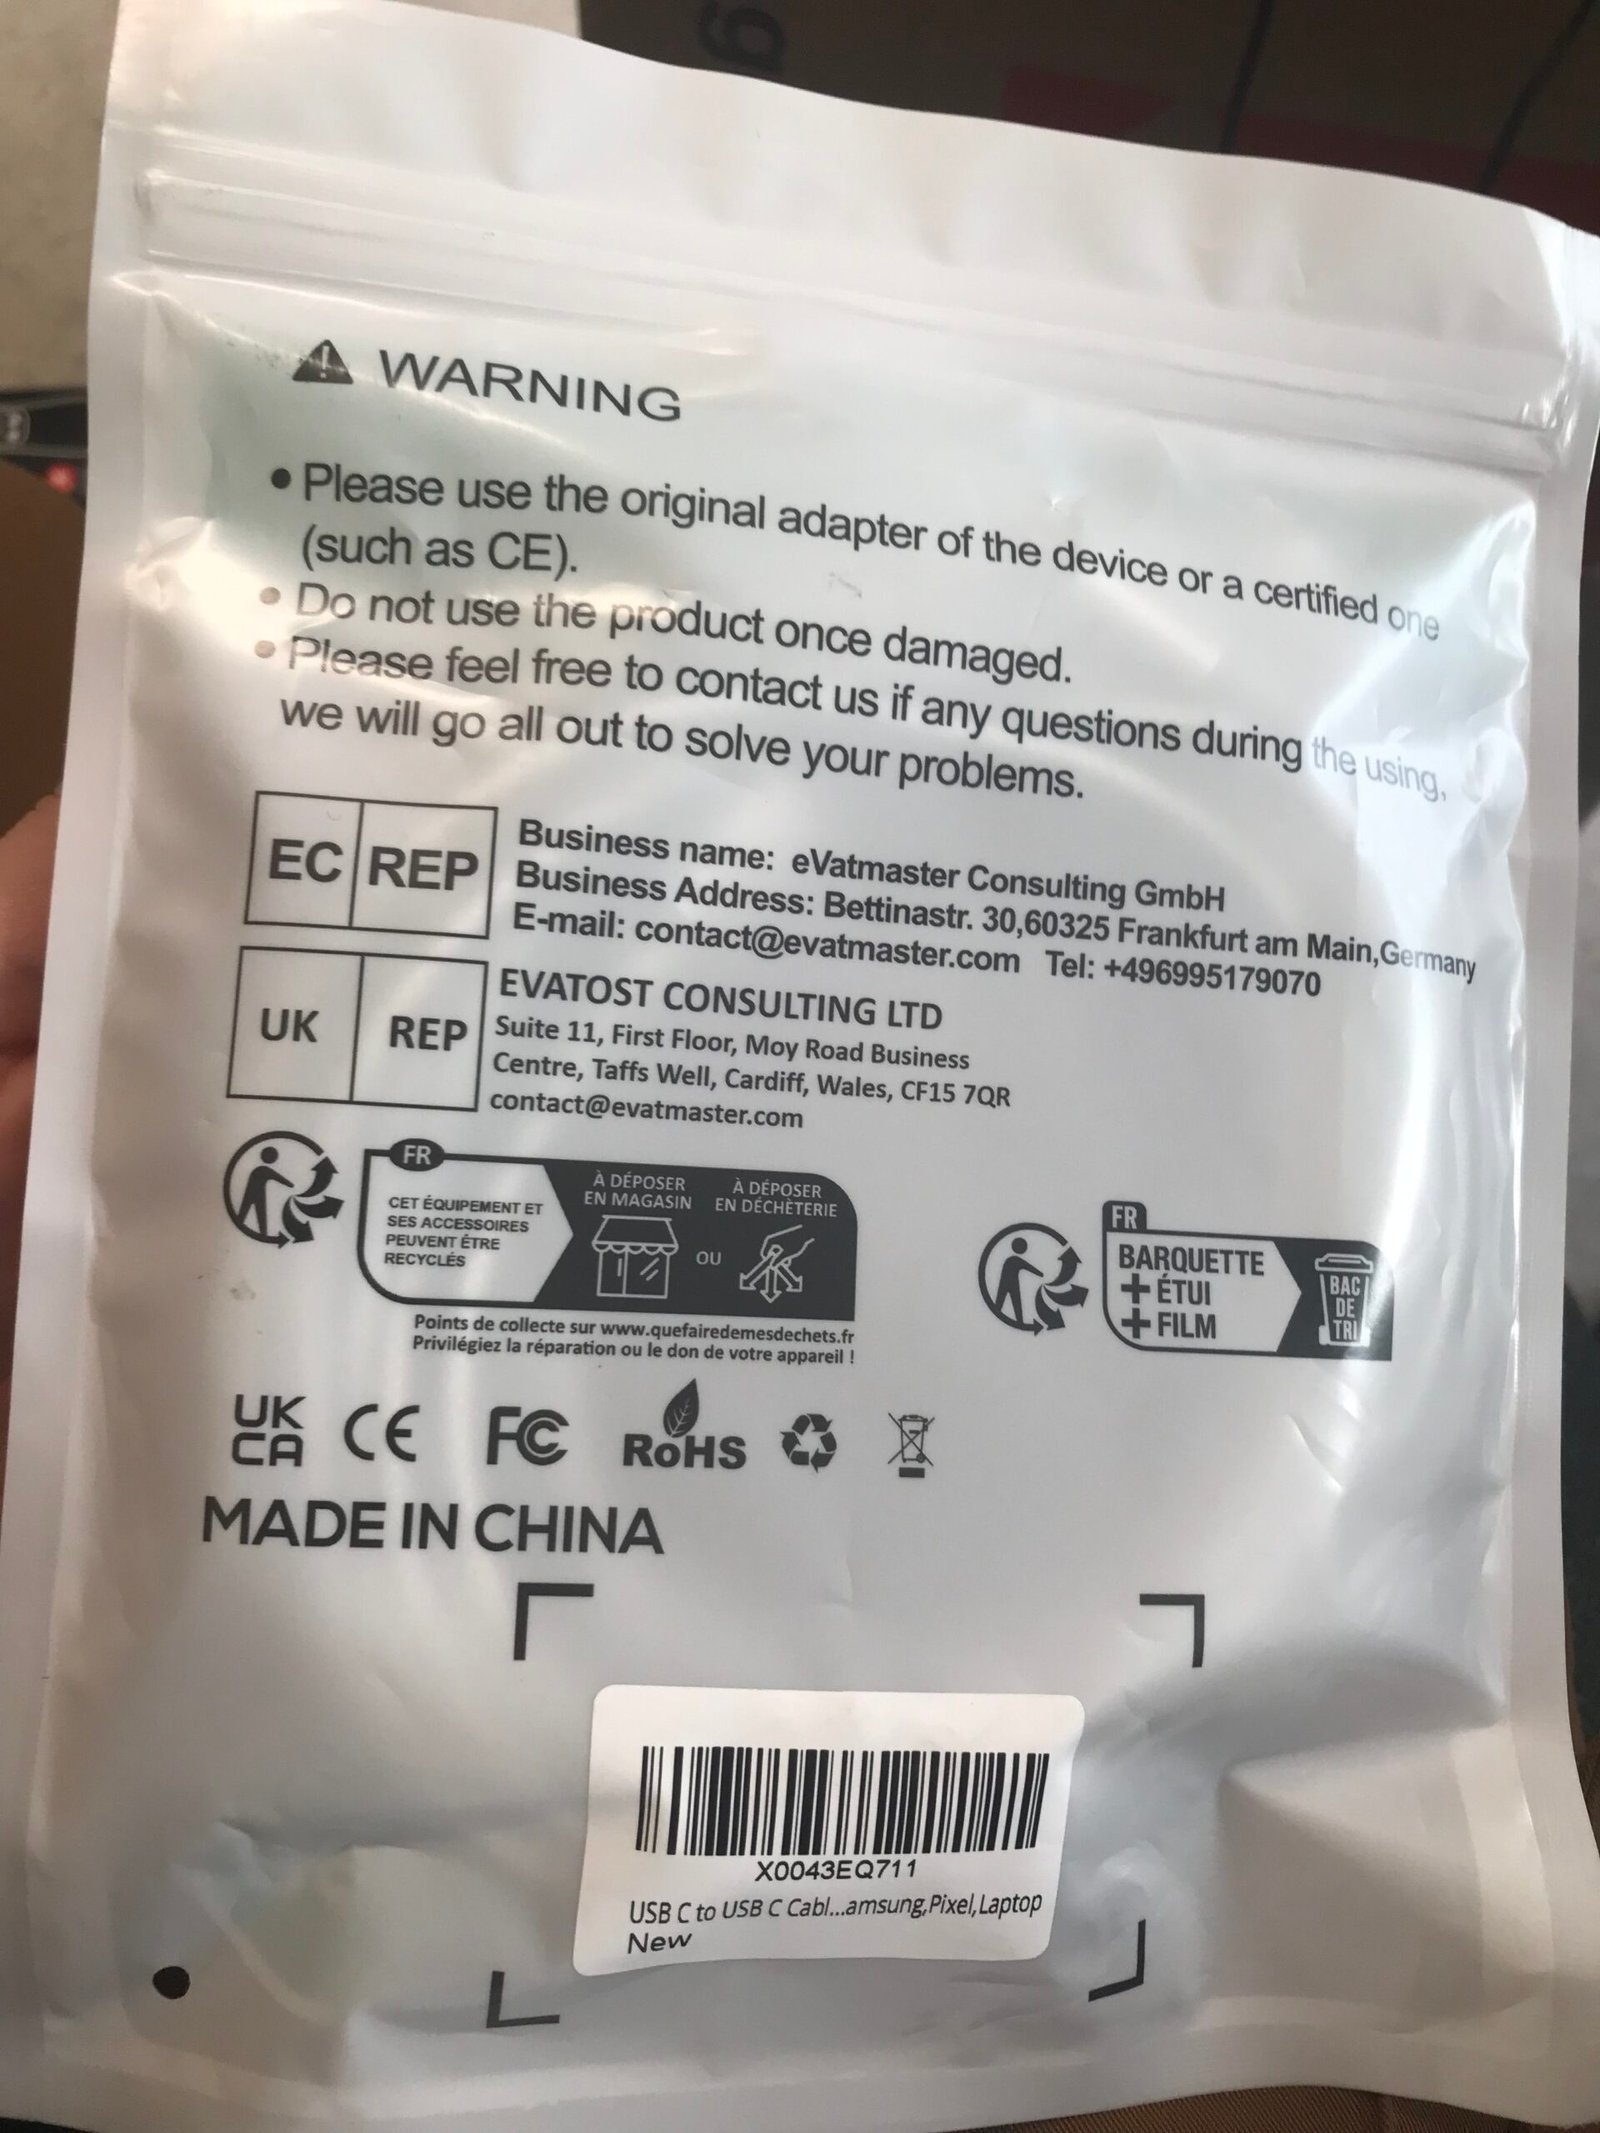 WARNING
• Please use the original adapter of the device or a certified one
(such as CE).
• Do not use the product once damaged.
• Please feel free to contact us if any questions during the using,
we will go all out to solve your problems.
EC REP
Business name: eVatmaster Consulting GmbH
Business Address: Bettinastr. 30,60325 Frankfurt am Main,Germany
E-mail: contact@evatmaster.com Tel: +496995179070
UK REP
EVATOST CONSULTING LTD
Suite 11, First Floor, Moy Road Business
Centre, Taffs Well, Cardiff, Wales, CF15 7QR
contact@evatmaster.com
FR
CET ÉQUIPEMENT ET
SES ACCESSOIRES
PEUVENT ÊTRE
RECYCLÉS
À DÉPOSER
EN MAGASIN
OU
À DÉPOSER
EN DÉCHÈTERIE
Points de collecte sur www.quefairedemesdechets.fr
Privilégiez la réparation ou le don de votre appareil !
FR
BARQUETTE
+ ÉTUI
+ FILM
BAC
DE
TRI
UK
CA
CE
FC
RoHS
MADE IN CHINA
X0043EQ711
USB C to USB C Cabl...amsung,Pixel,Laptop
New
g